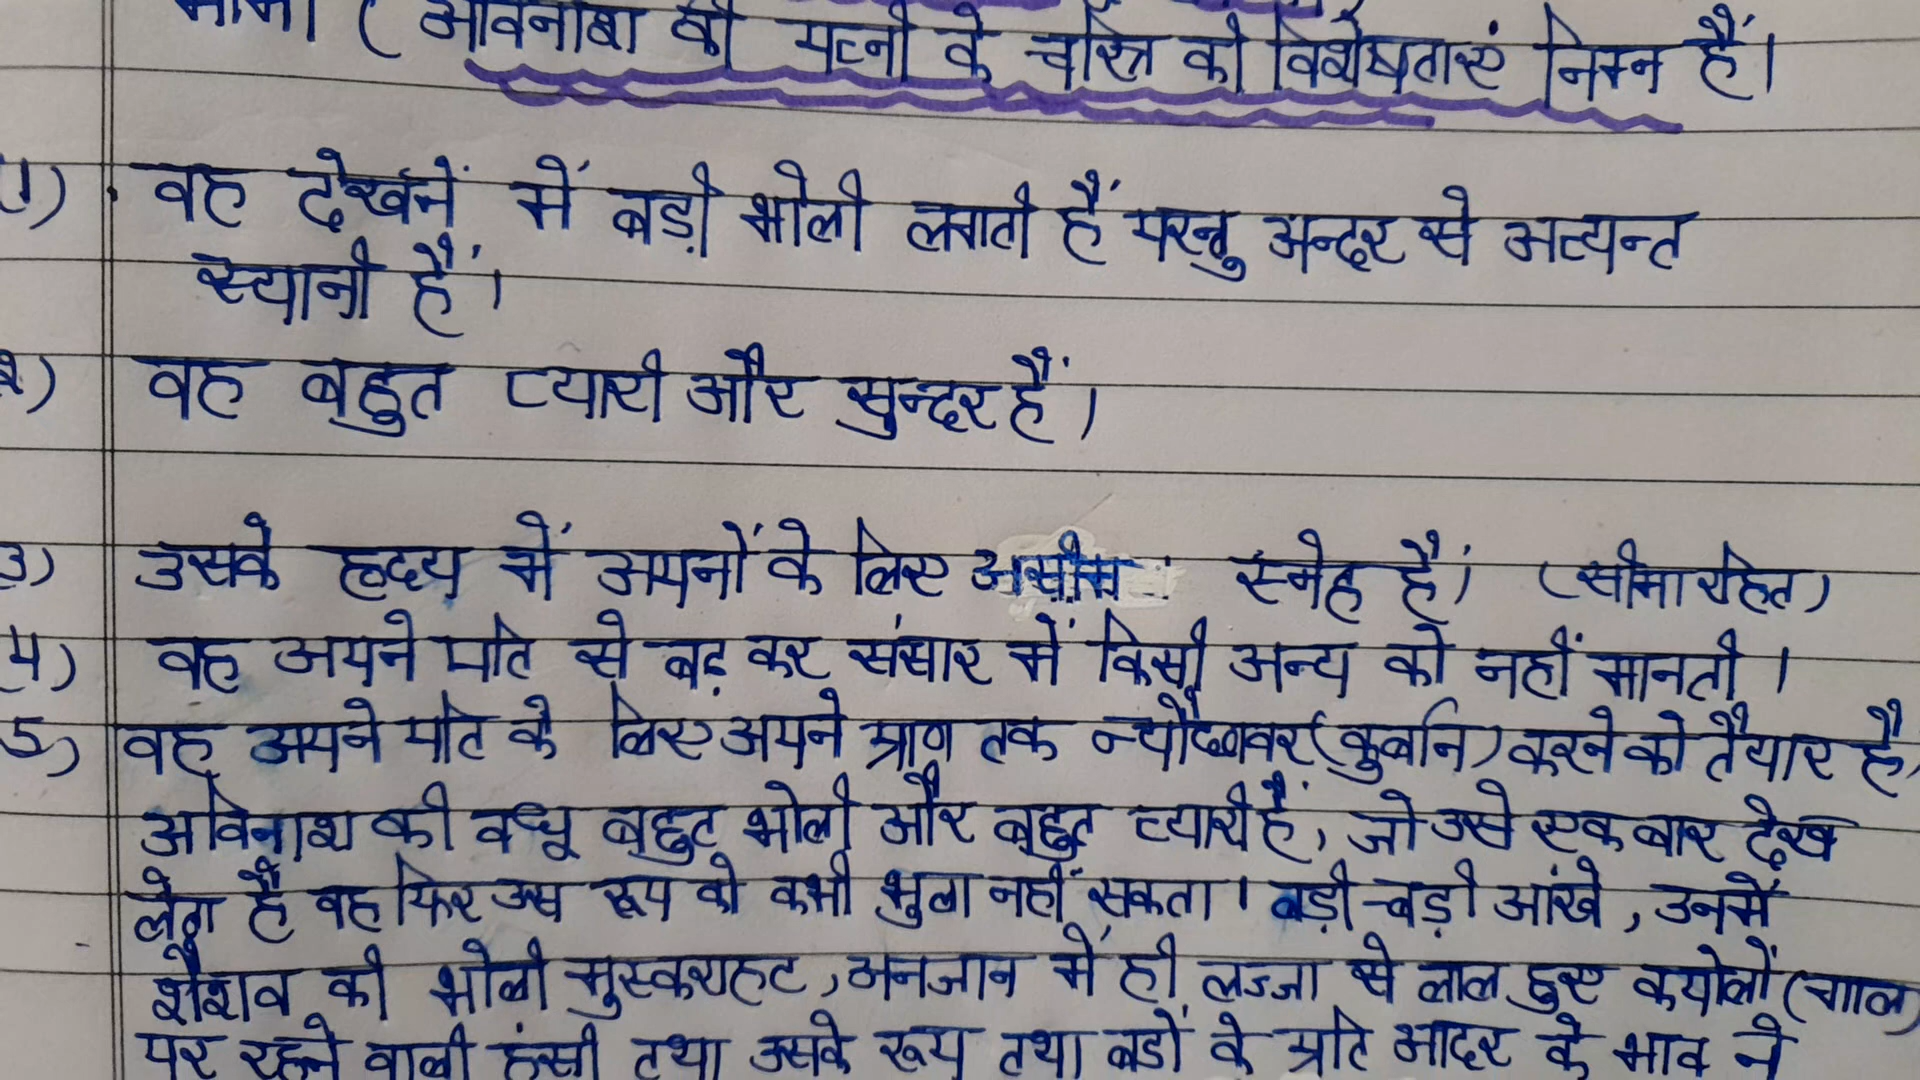 ( अविनाश की पत्नी के चरित्र की विशेषताएं निम्न हैं।
1) वह देखनें में बड़ी भोली लगती हैं परन्तु अन्दर से अत्यन्त
स्यानी हैं।
२) वह बहुत प्यारी और सुन्दर हैं।
3) उसके हृदय में अपनों के लिए असीम स्नेह हैं। (सीमा रहित)
4) वह अपने पति से बढ़ कर संसार में किसी अन्य को नहीं मानती।
5) वह अपने पति के लिए अपने प्राण तक न्यौछावर (कुर्बान) करने को तैयार है,
अविनाश की वधू बहुत भोली और बहुत प्यारी हैं, जो उसे एक बार देख
लेता हैं वह फिर उस रूप को कभी भुला नहीं सकता। बड़ी-बड़ी आंखे, उनमें
शैशव की भोली मुस्कराहट, अनजान में ही लज्जा से लाल हुए कपोलों (गाल)
पर रहने वाली हंसी तथा उसके रूप तथा बडों के प्रति आदर के भाव ने